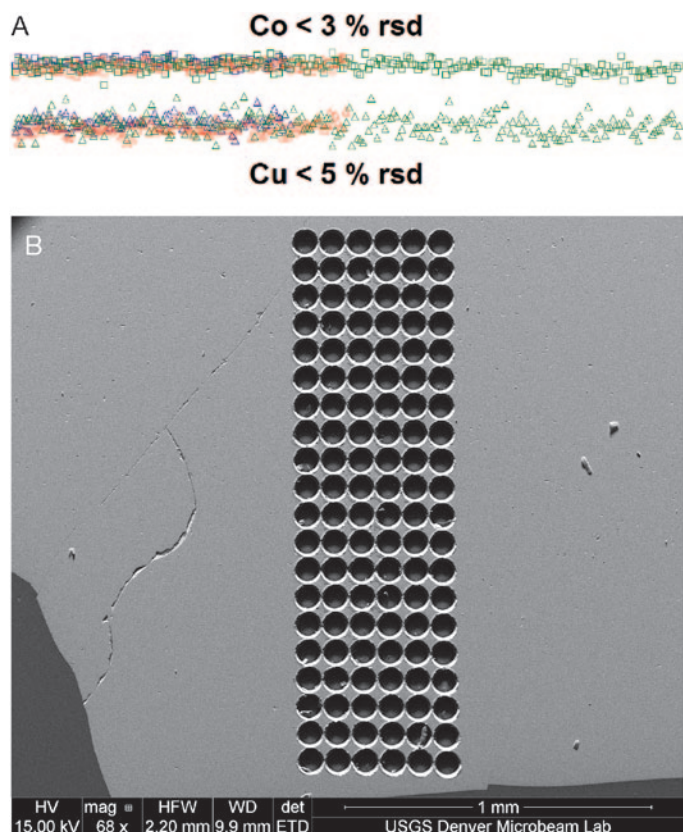 A
Co < 3 % rsd
Cu < 5 % rsd
B
HV mag HFW WD det
15.00 kV 68 x 2.20 mm 9.9 mm ETD
1 mm
USGS Denver Microbeam Lab